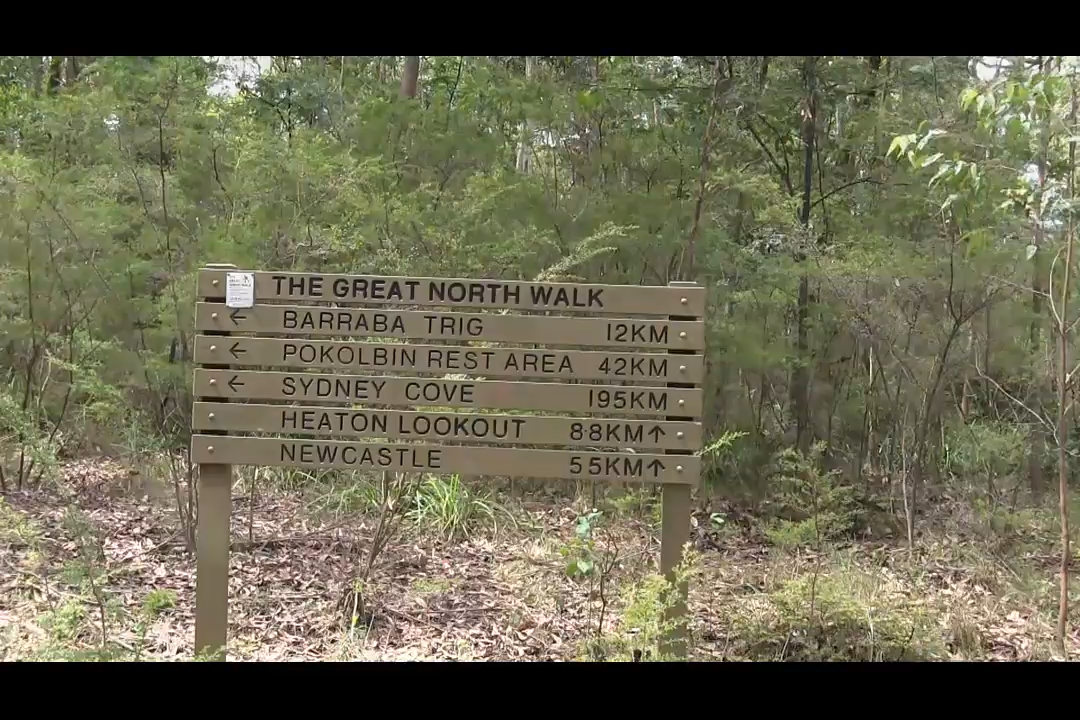 THE GREAT NORTH WALK
← BARRABA TRIG 12KM
← POKOLBIN REST AREA 42KM
← SYDNEY COVE 195KM
HEATON LOOKOUT 8·8KM↑
NEWCASTLE 55KM↑